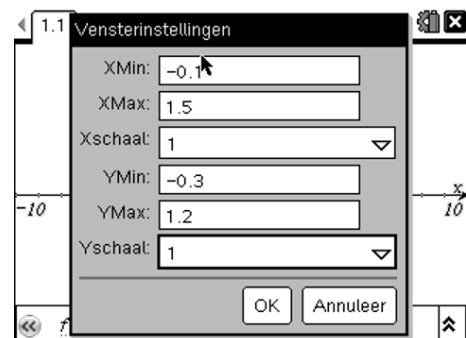 1.1
Vensterinstellingen
XMin: -0.1
XMax: 1.5
Xschaal: 1
YMin: -0.3
YMax: 1.2
Yschaal: 1
-10
x
10
OK Annuleer
f